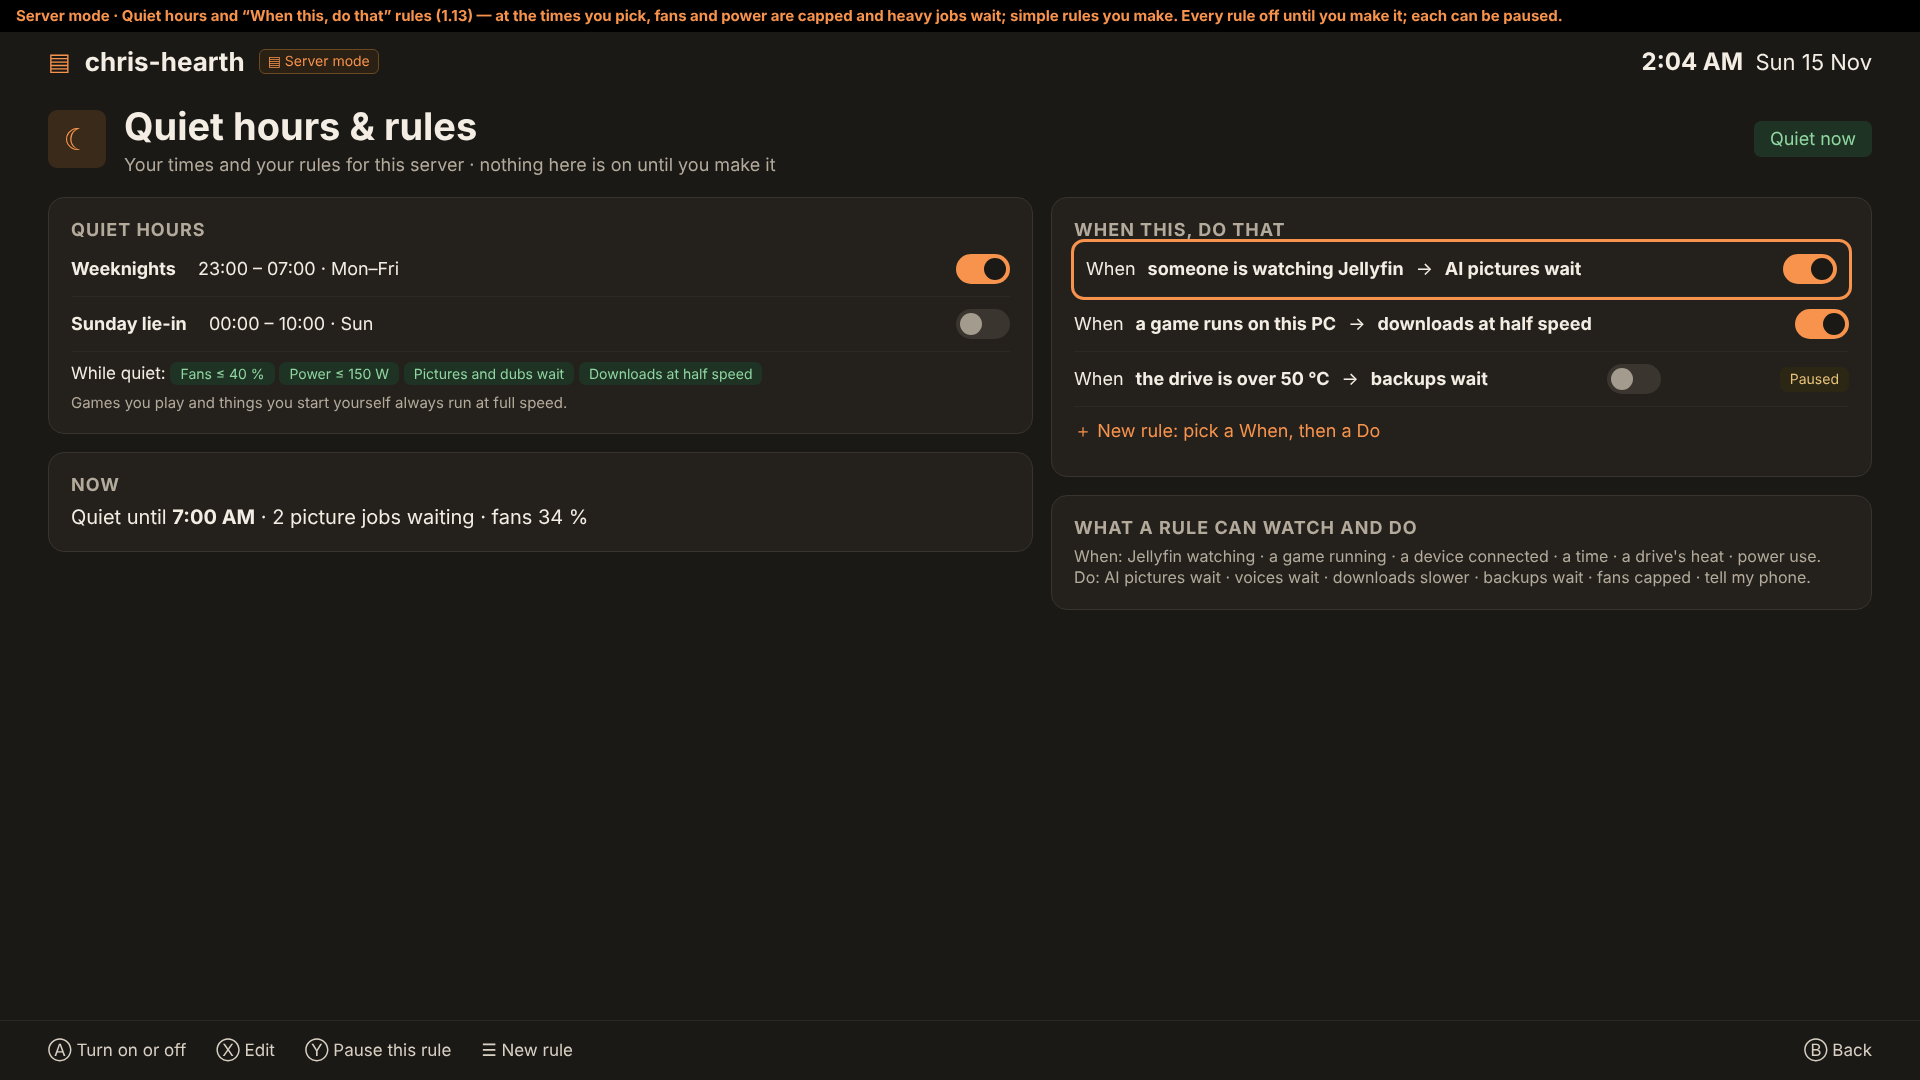 Server mode · Quiet hours and “When this, do that” rules (1.13) — at the times you pick, fans and power are capped and heavy jobs wait; simple rules you make. Every rule off until you make it; each can be paused.
chris-hearth
Server mode
2:04 AM Sun 15 Nov
Quiet hours & rules
Your times and your rules for this server · nothing here is on until you make it
Quiet now
QUIET HOURS
Weeknights 23:00 – 07:00 · Mon–Fri
Sunday lie-in 00:00 – 10:00 · Sun
While quiet: Fans ≤ 40 % Power ≤ 150 W Pictures and dubs wait Downloads at half speed
Games you play and things you start yourself always run at full speed.
NOW
Quiet until 7:00 AM · 2 picture jobs waiting · fans 34 %
WHEN THIS, DO THAT
When someone is watching Jellyfin → AI pictures wait
When a game runs on this PC → downloads at half speed
When the drive is over 50 °C → backups wait Paused
+ New rule: pick a When, then a Do
WHAT A RULE CAN WATCH AND DO
When: Jellyfin watching · a game running · a device connected · a time · a drive's heat · power use.
Do: AI pictures wait · voices wait · downloads slower · backups wait · fans capped · tell my phone.
Ⓐ Turn on or off Ⓧ Edit Ⓨ Pause this rule ☰ New rule Ⓑ Back